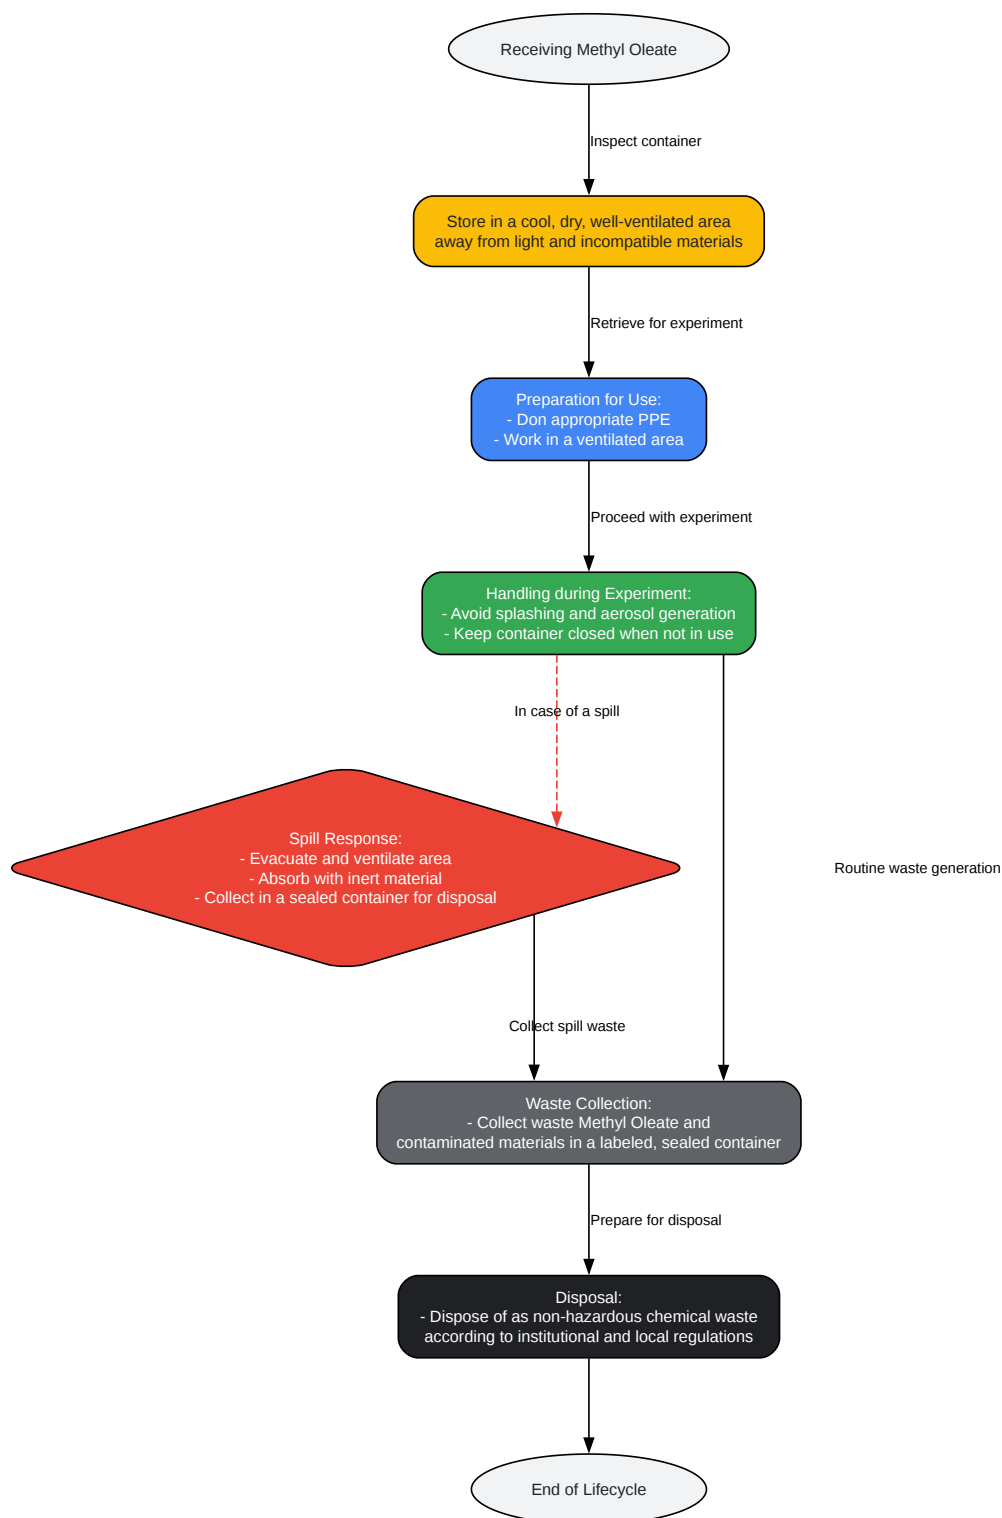 Receiving Methyl Oleate
Inspect container
Store in a cool, dry, well-ventilated area
away from light and incompatible materials
Retrieve for experiment
Preparation for Use:
- Don appropriate PPE
- Work in a ventilated area
Proceed with experiment
Handling during Experiment:
- Avoid splashing and aerosol generation
- Keep container closed when not in use
In case of a spill
Spill Response:
- Evacuate and ventilate area
- Absorb with inert material
- Collect in a sealed container for disposal
Routine waste generation
Collect spill waste
Waste Collection:
- Collect waste Methyl Oleate and
contaminated materials in a labeled, sealed container
Prepare for disposal
Disposal:
- Dispose of as non-hazardous chemical waste
according to institutional and local regulations
End of Lifecycle